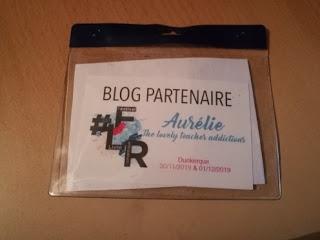 BLOG PARTENAIRE
#FLR
Aurélie
The lovely teacher addictions
Dunkerque
30/11/2019 & 01/12/2019